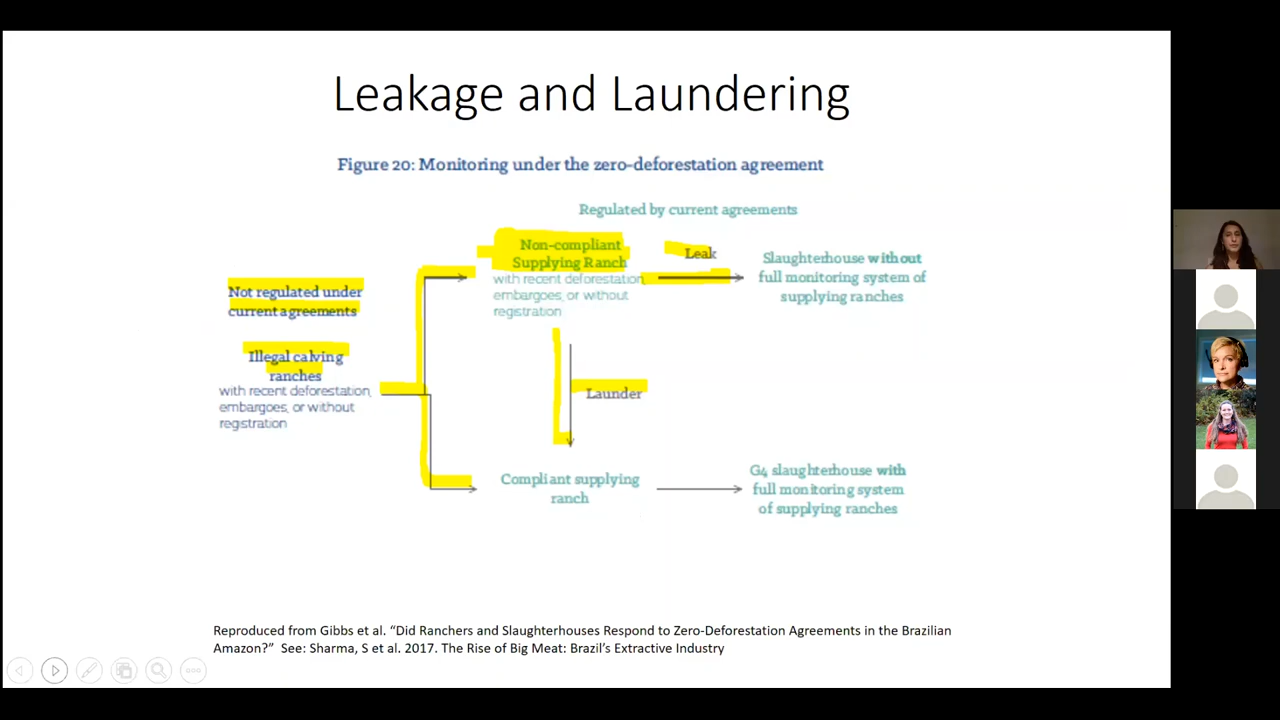 Leakage and Laundering
Figure 20: Monitoring under the zero-deforestation agreement
Regulated by current agreements
Not regulated under
current agreements
Illegal calving
ranches
with recent deforestation,
embargoes, or without
registration
Non-compliant
Supplying Ranch
with recent deforestation,
embargoes, or without
registration
Leak
Slaughterhouse without
full monitoring system of
supplying ranches
Launder
Compliant supplying
ranch
G4 slaughterhouse with
full monitoring system
of supplying ranches
Reproduced from Gibbs et al. “Did Ranchers and Slaughterhouses Respond to Zero-Deforestation Agreements in the Brazilian
Amazon?”  See: Sharma, S et al. 2017. The Rise of Big Meat: Brazil’s Extractive Industry